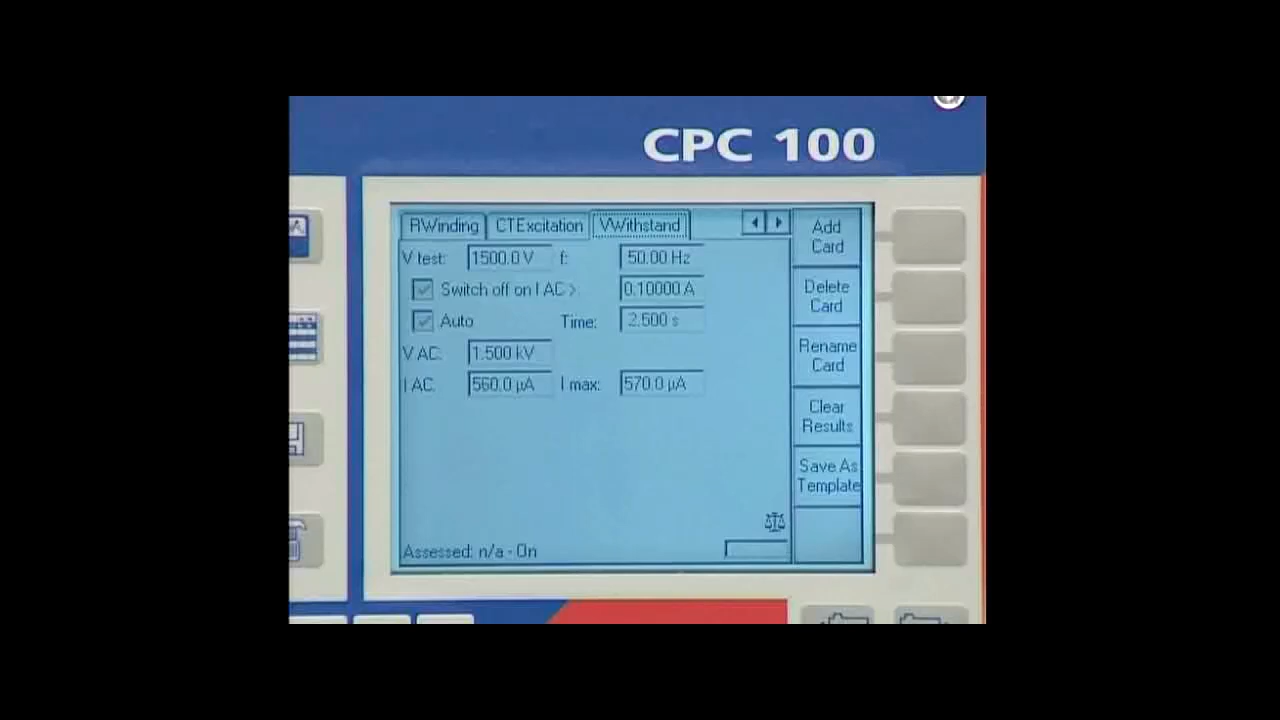 CPC 100
RWinding CTExcitation VWithstand
V test: 1500.0 V f: 50.00 Hz
Switch off on I AC > 0.10000 A
Auto Time: 2.500 s
V AC: 1.500 kV
I AC: 560.0 µA I max: 570.0 µA
Assessed: n/a - On
Add
Card
Delete
Card
Rename
Card
Clear
Results
Save As
Template